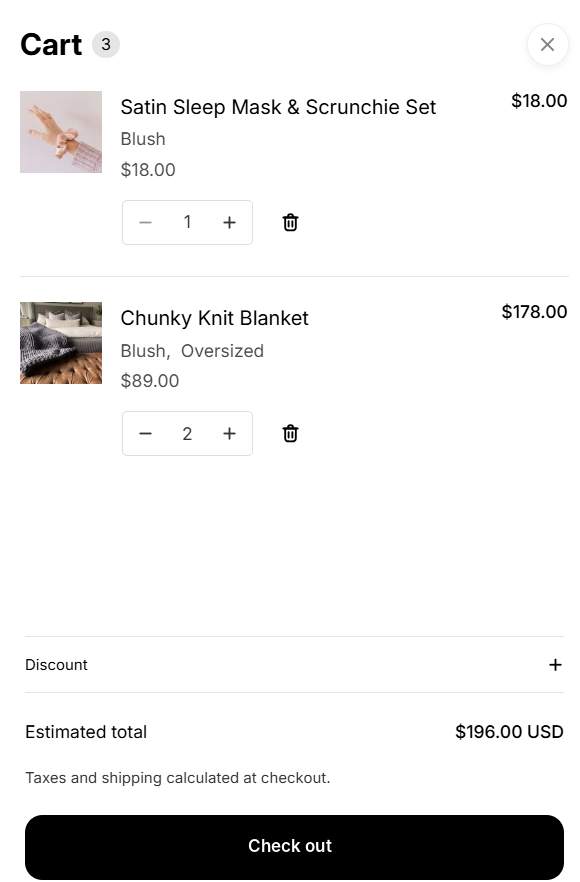 Cart 3
Satin Sleep Mask & Scrunchie Set $18.00
Blush
$18.00
− 1 +
Chunky Knit Blanket $178.00
Blush, Oversized
$89.00
− 2 +
Discount +
Estimated total $196.00 USD
Taxes and shipping calculated at checkout.
Check out